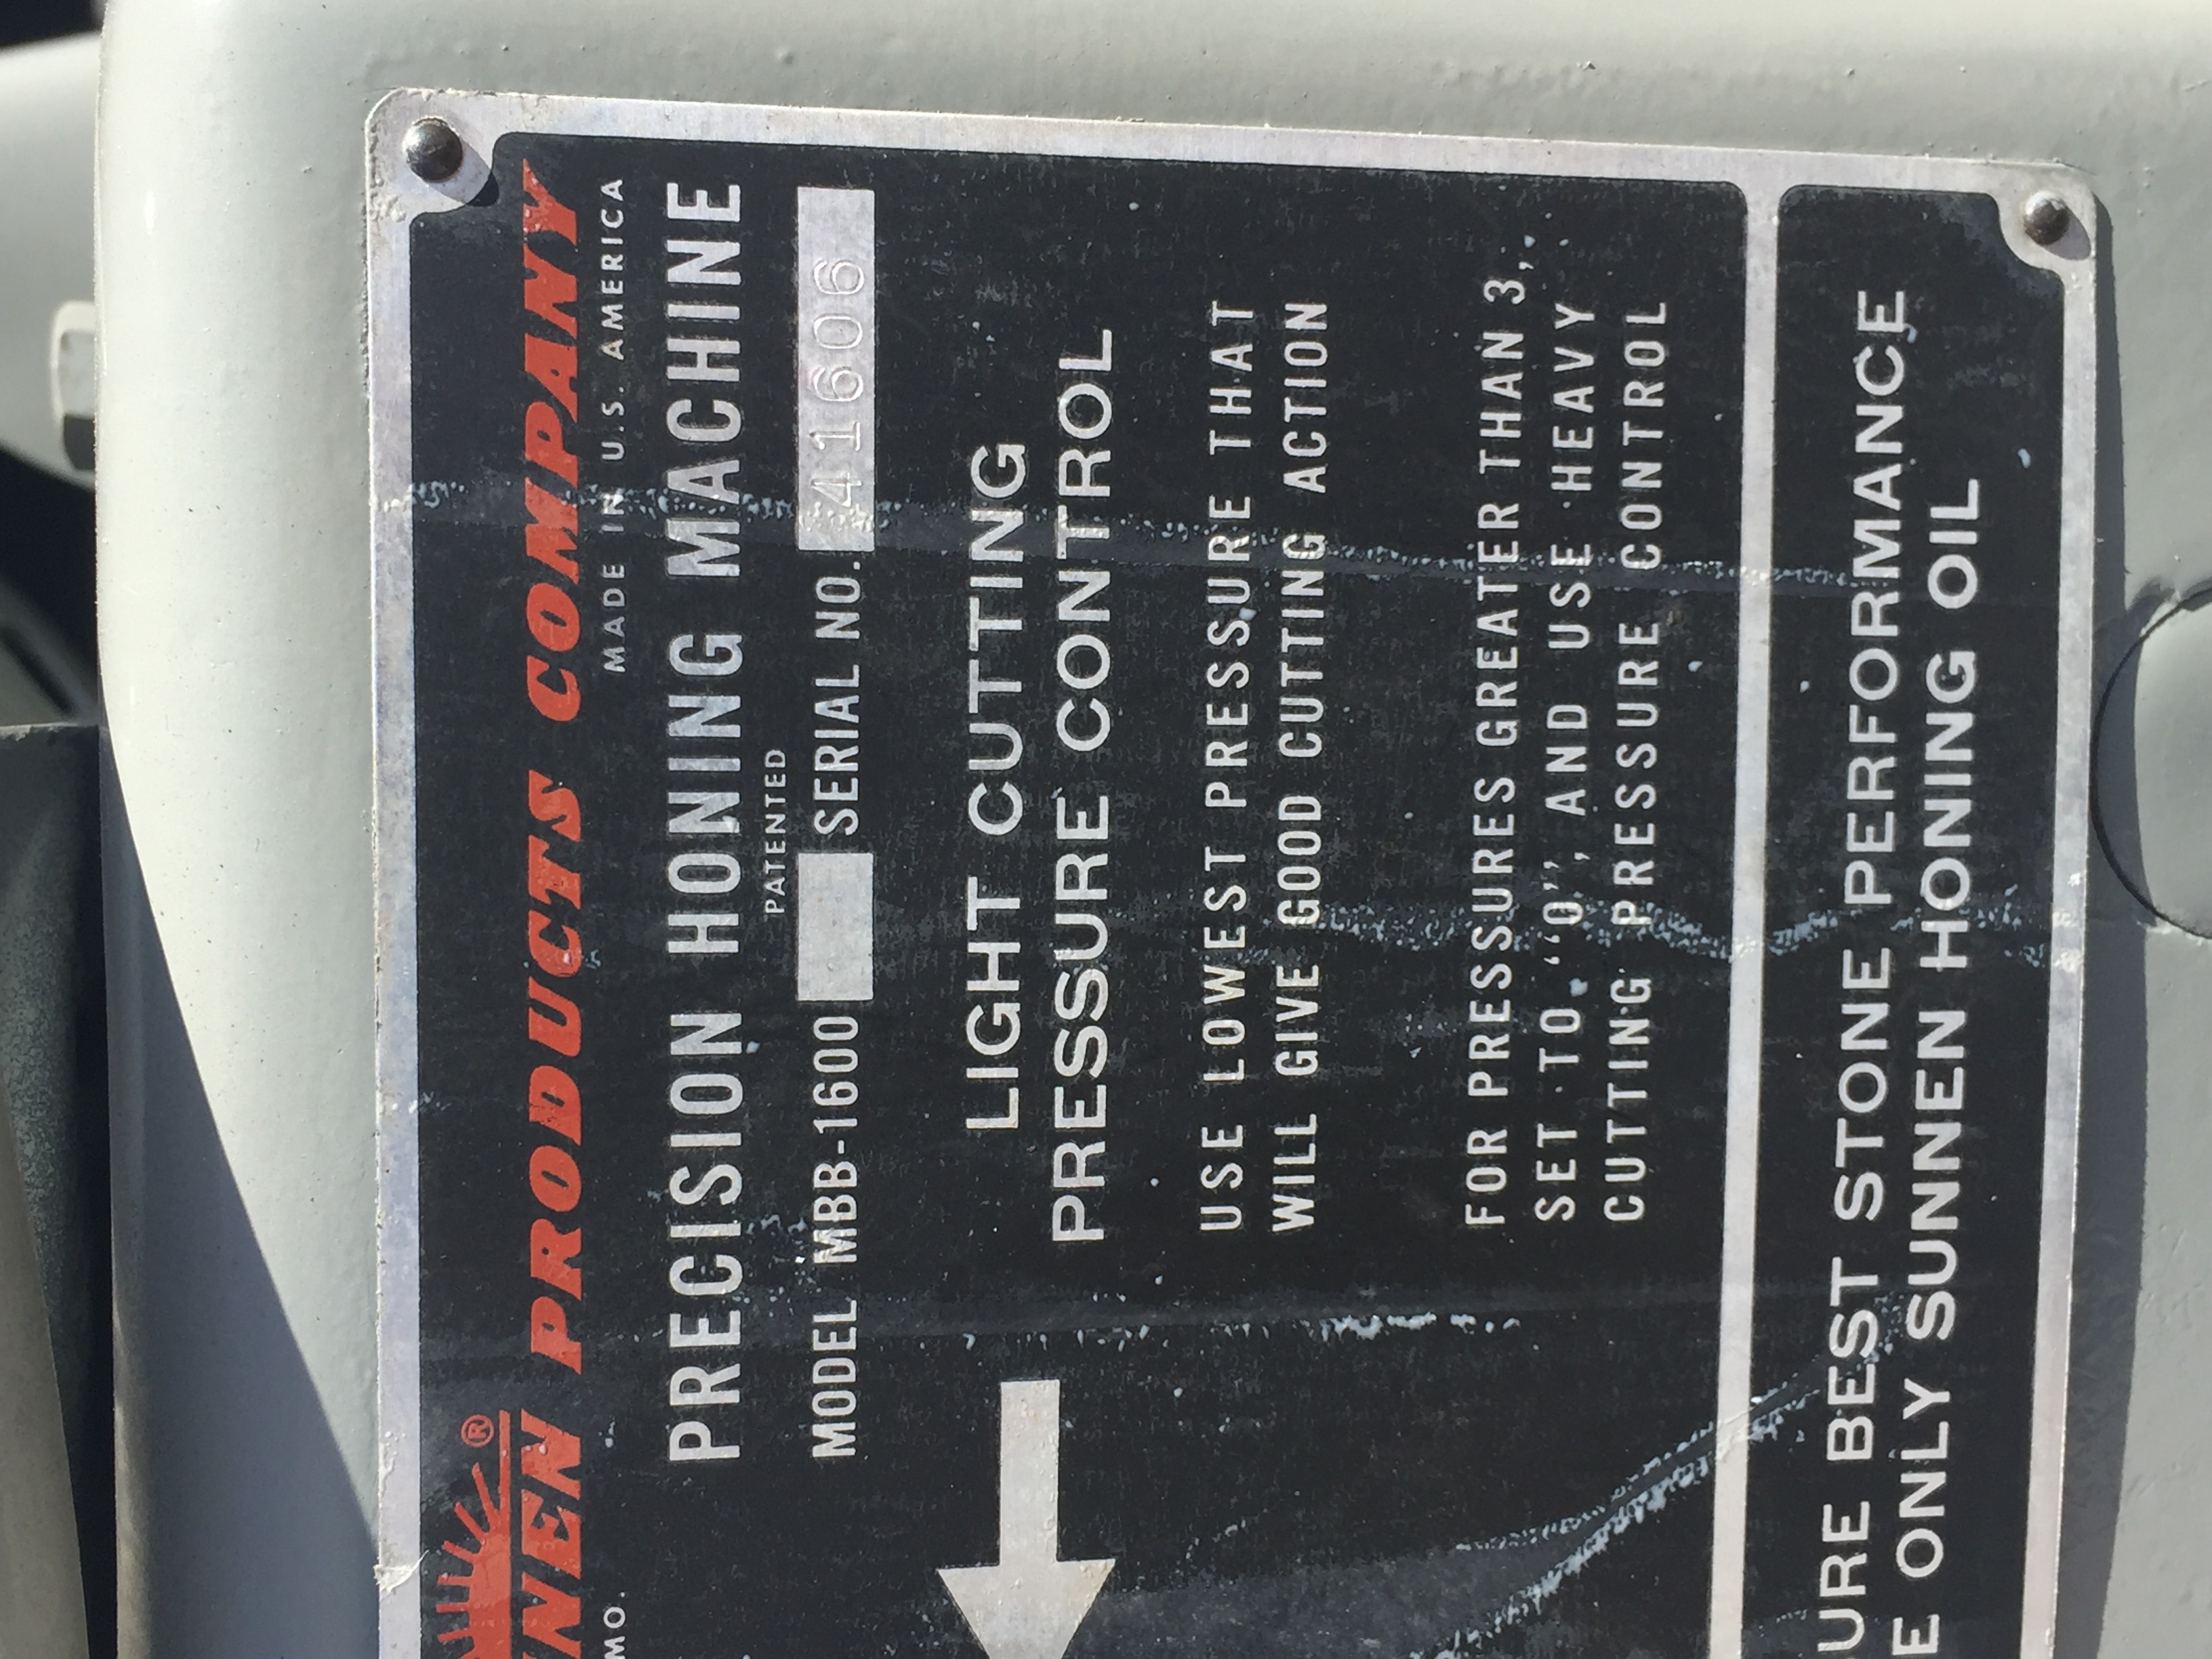 NNEN PRODUCTS COMPANY
®
MO. MADE IN U.S. AMERICA
PRECISION HONING MACHINE
PATENTED
MODEL MBB-1600 SERIAL NO. 41606
LIGHT CUTTING
PRESSURE CONTROL
USE LOWEST PRESSURE THAT
WILL GIVE GOOD CUTTING ACTION
FOR PRESSURES GREATER THAN 3,
SET TO "0", AND USE HEAVY
CUTTING PRESSURE CONTROL
URE BEST STONE PERFORMANCE
E ONLY SUNNEN HONING OIL